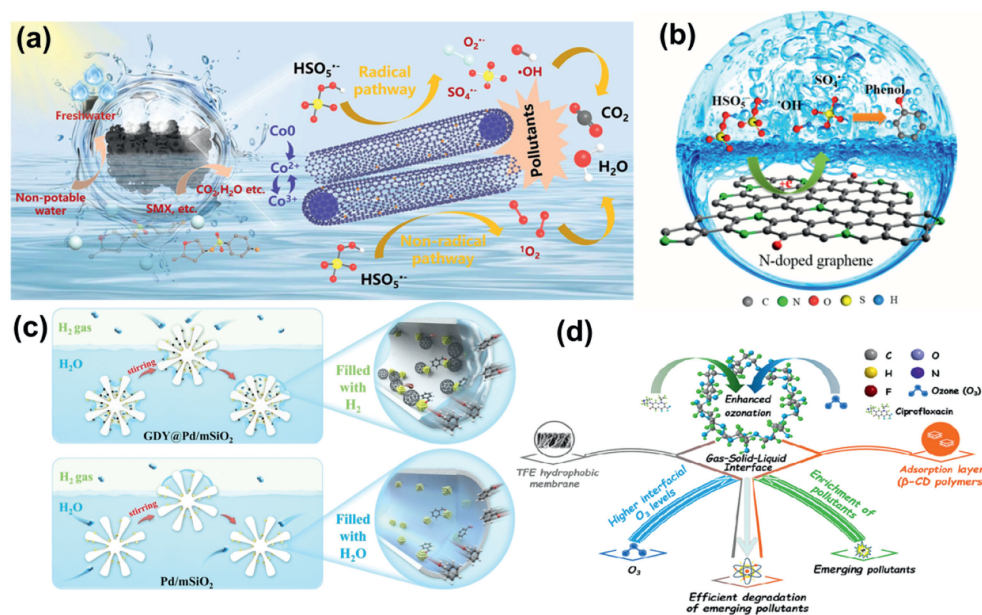 (a)
Freshwater
Non-potable
water
SMX, etc.
CO₂,H₂O etc.
Co0
Co²⁺
Co³⁺
HSO₅•-
Radical
pathway
O₂•-
SO₄•-
•OH
Pollutants
CO₂
H₂O
Non-radical
pathway
HSO₅•-
¹O₂
(b)
HSO₅⁻
•OH
SO₄•-
Phenol
+e
N-doped graphene
C N O S H
(c)
H₂ gas
H₂O
stirring
GDY@Pd/mSiO₂
Filled
with
H₂
H₂ gas
H₂O
stirring
Pd/mSiO₂
Filled
with
H₂O
(d)
Enhanced
ozonation
C
O
H
N
F
Ozone (O₃)
Ciprofloxacin
TFE hydrophobic
membrane
Gas-Solid-Liquid
Interface
Adsorption layer
(β-CD polymers)
Higher interfacial
O₃ levels
Enrichment of
pollutants
O₃
Emerging pollutants
Efficient degradation
of emerging pollutants